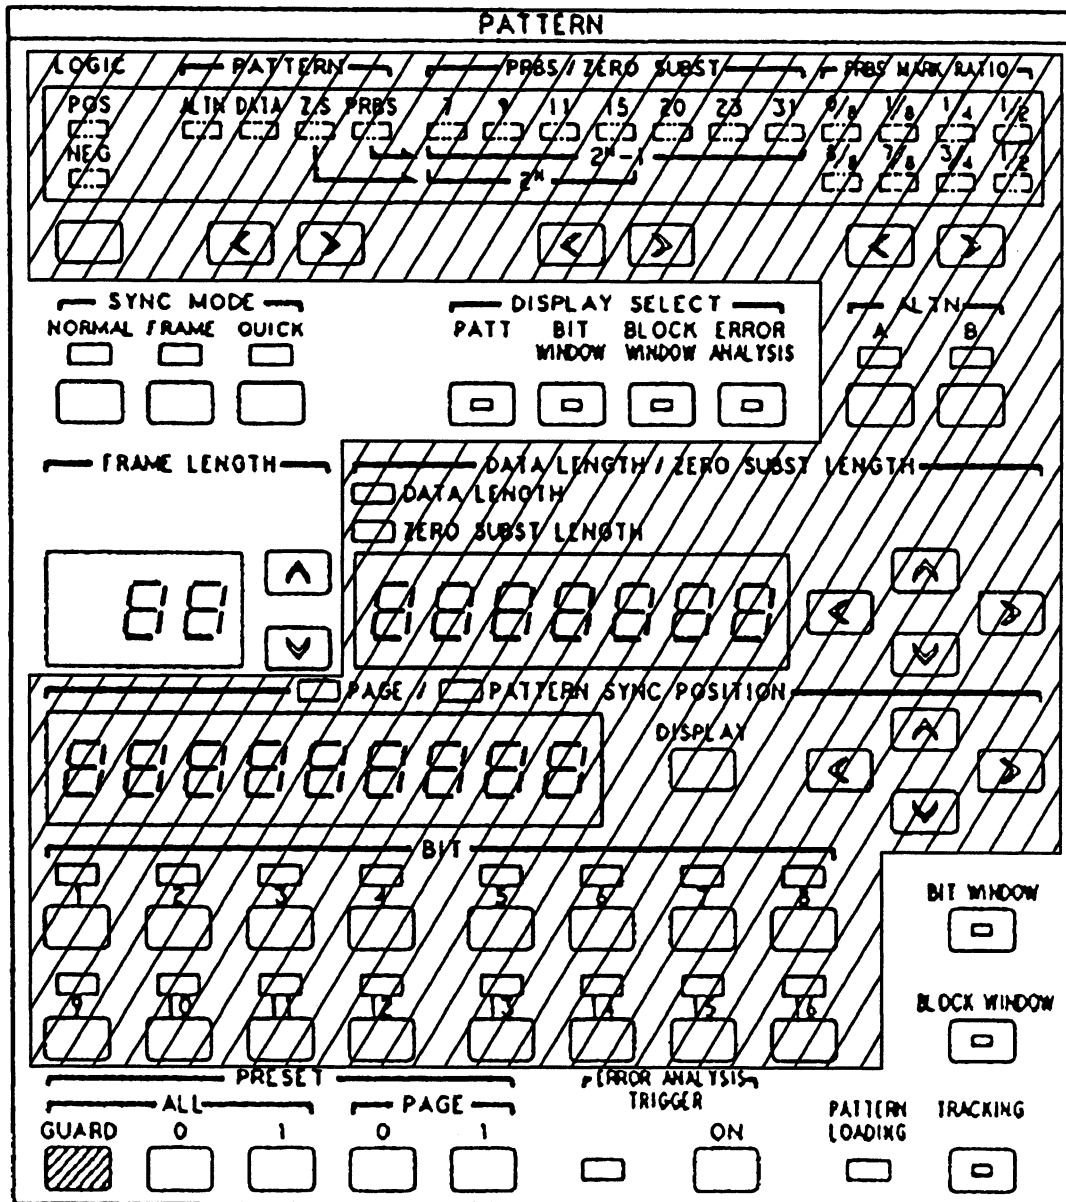 PATTERN
LOGIC PATTERN PRBS / ZERO SUBST PRBS MARK RATIO
POS ALTN DATA Z.S PRBS 7 9 11 15 20 23 31 0/8 1/8 1/4 1/2
NEG 2ᴺ-1 8/8 7/8 3/4 1/2
2ᴺ
SYNC MODE DISPLAY SELECT ALTN
NORMAL FRAME QUICK PATT BIT WINDOW BLOCK WINDOW ERROR ANALYSIS A B
FRAME LENGTH DATA LENGTH / ZERO SUBST LENGTH
DATA LENGTH
ZERO SUBST LENGTH
PAGE / PATTERN SYNC POSITION
DISPLAY
BIT
1 2 3 4 5 6 7 8
BIT WINDOW
9 10 11 12 13 14 15 16
BLOCK WINDOW
PRESET ERROR ANALYSIS TRIGGER
ALL PAGE
GUARD 0 1 0 1 ON PATTERN LOADING TRACKING